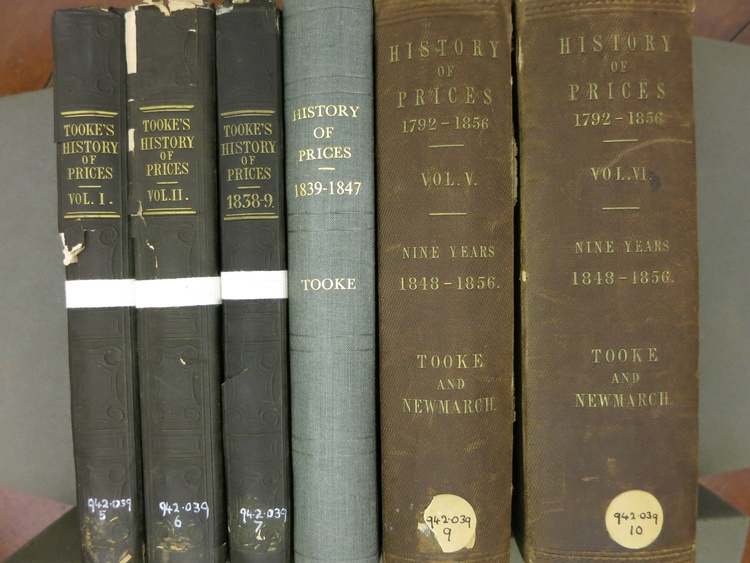 TOOKE'S
HISTORY
OF
PRICES
VOL. I.
942.039
5
TOOKE'S
HISTORY
OF
PRICES
VOL. II.
942.039
6
TOOKE'S
HISTORY
OF
PRICES
1838-9.
942.039
7
HISTORY
OF
PRICES
1839-1847
TOOKE
HISTORY
OF
PRICES
1792-1856
VOL. V.
NINE YEARS
1848-1856.
TOOKE
AND
NEWMARCH.
942.039
9
HISTORY
OF
PRICES
1792-1856
VOL. VI.
NINE YEARS
1848-1856.
TOOKE
AND
NEWMARCH
942.039
10